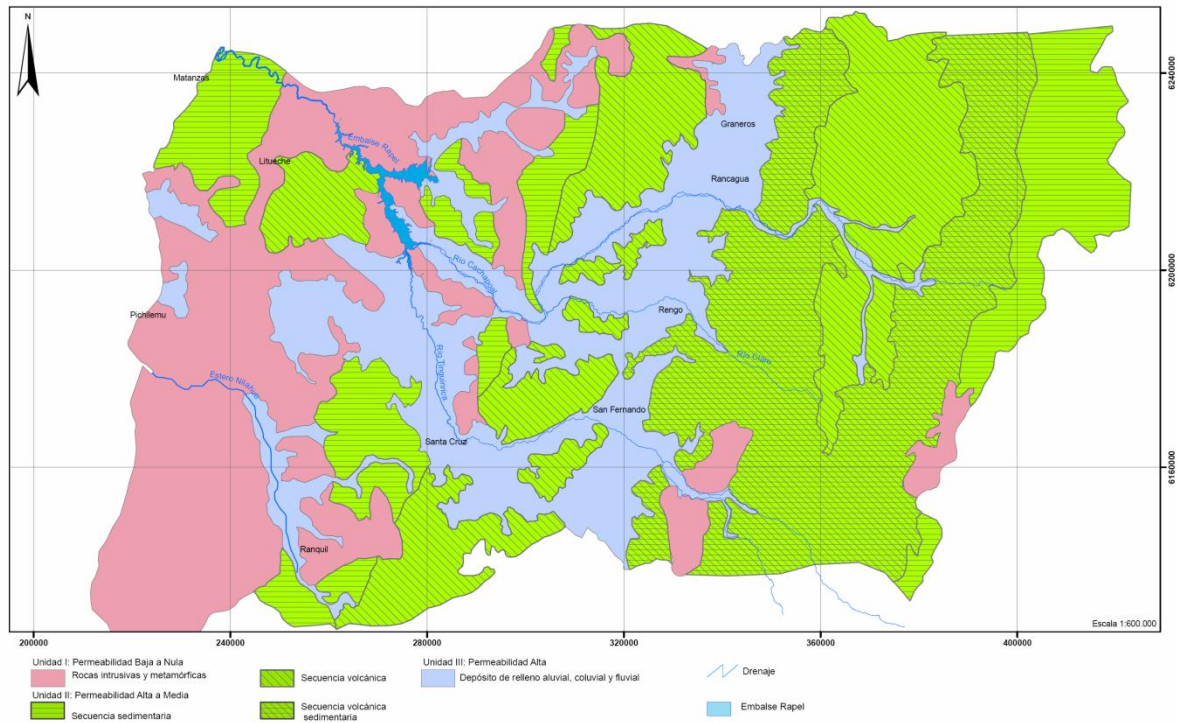 N
Matanzas
6240000
Graneros
Embalse Rapel
Litueche
Rancagua
6200000
Río Cachapoal
Pichilemu
Rengo
Río Claro
Río Tinguiririca
Estero Nilahue
San Fernando
Santa Cruz
6160000
Ranquil
Escala 1:600.000
200000 240000 280000 320000 360000 400000
Unidad I: Permeabilidad Baja a Nula
Rocas intrusivas y metamórficas
Unidad II: Permeabilidad Alta a Media
Secuencia sedimentaria
Secuencia volcánica
Secuencia volcánica
sedimentaria
Unidad III: Permeabilidad Alta
Depósito de relleno aluvial, coluvial y fluvial
Drenaje
Embalse Rapel